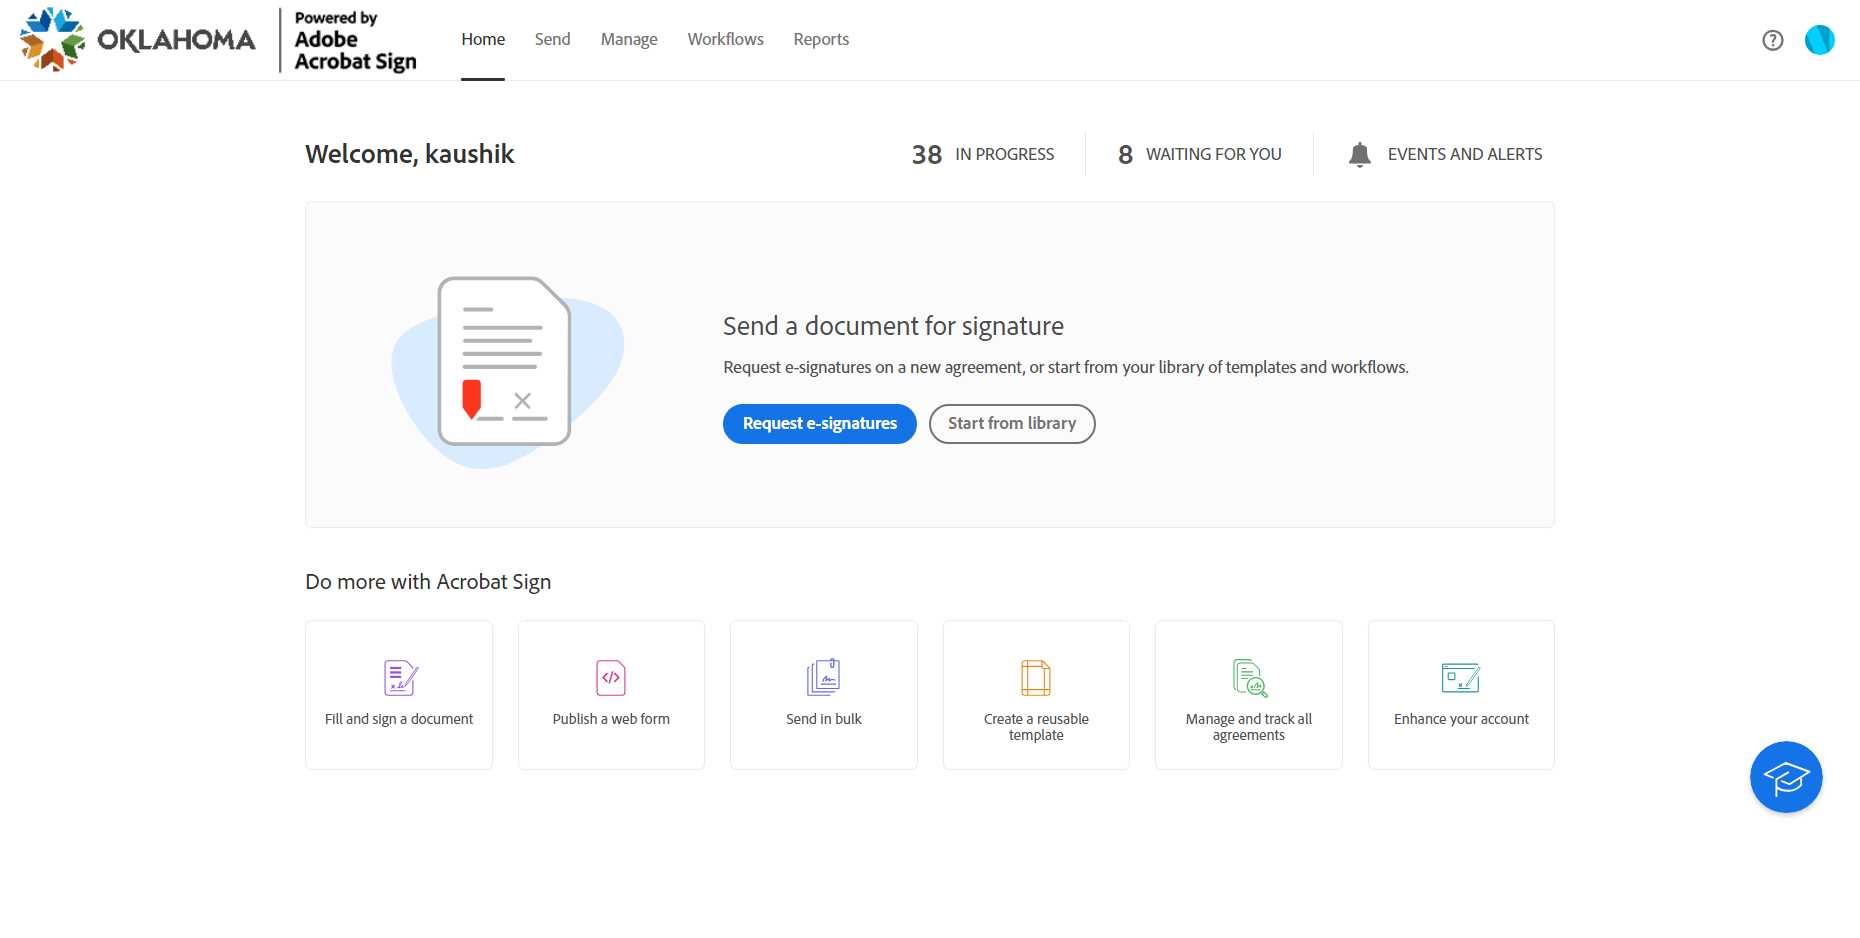 OKLAHOMA
Powered by
Adobe
Acrobat Sign
Home Send Manage Workflows Reports
Welcome, kaushik
38 IN PROGRESS
8 WAITING FOR YOU
EVENTS AND ALERTS
Send a document for signature
Request e-signatures on a new agreement, or start from your library of templates and workflows.
Request e-signatures
Start from library
Do more with Acrobat Sign
Fill and sign a document
Publish a web form
Send in bulk
Create a reusable
template
Manage and track all
agreements
Enhance your account